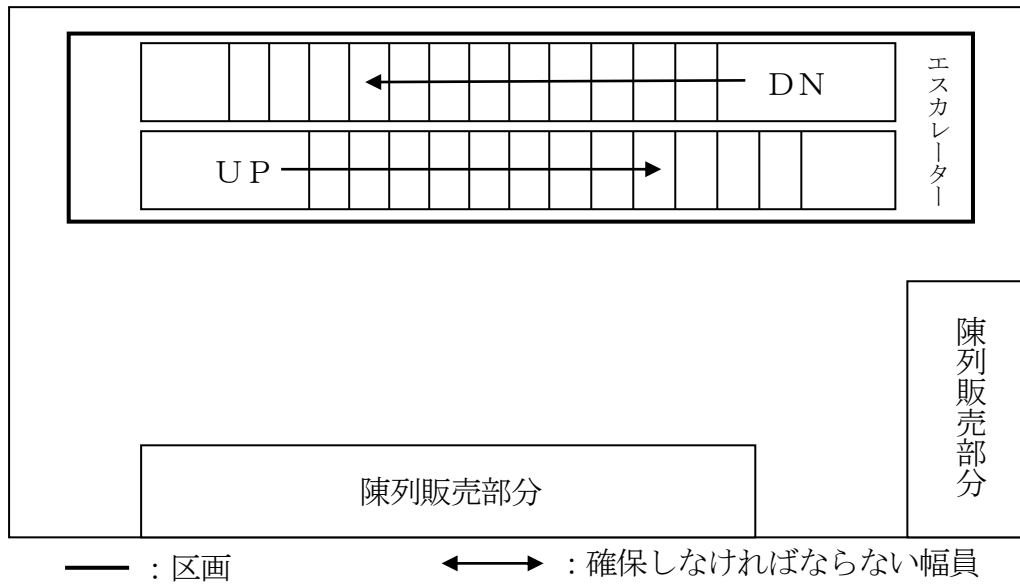 DN
エスカレーター
UP
陳列販売部分
陳列販売部分
：区画
：確保しなければならない幅員